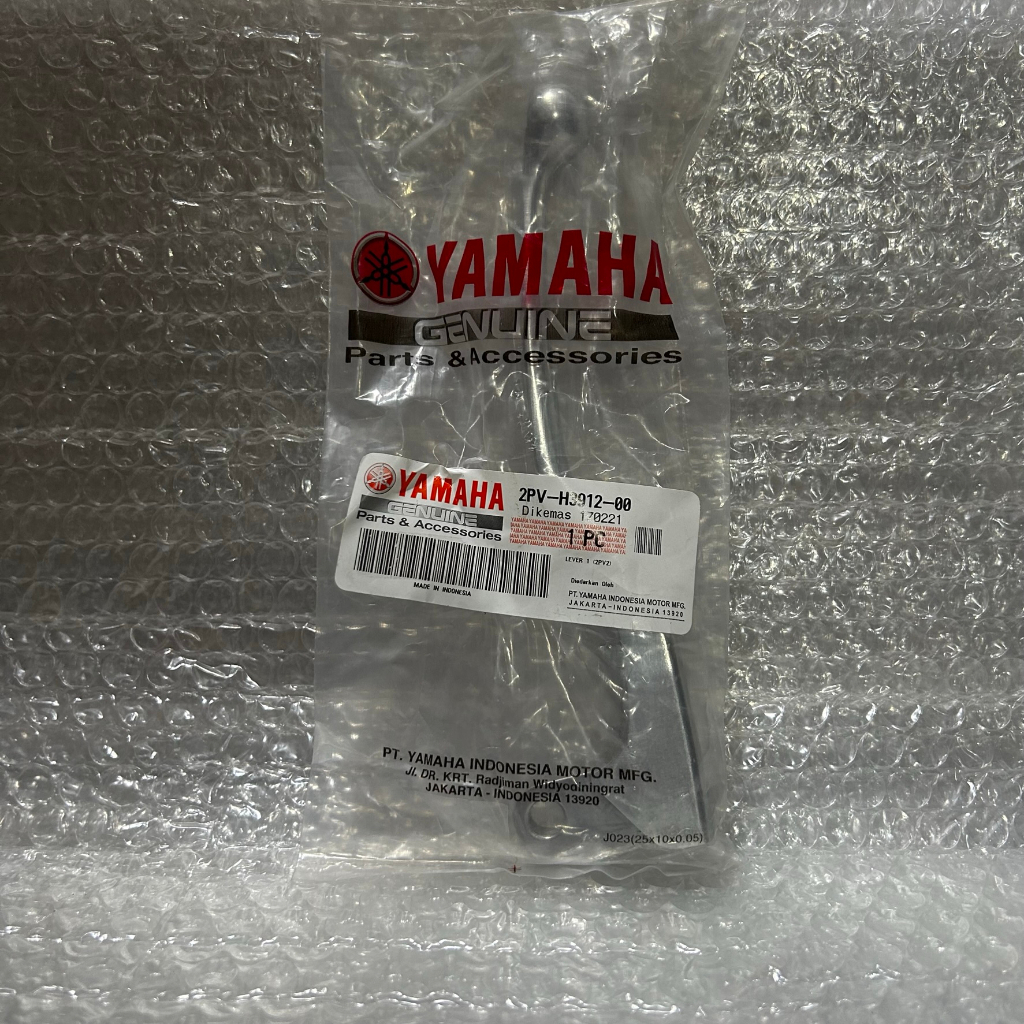 YAMAHA
GENUINE
Parts & Accessories
YAMAHA
GENUINE
Parts & Accessories
MADE IN INDONESIA
2PV-H3912-00
Dikemas 170221
1 PC
LEVER 1 (2PV2)
Diedarkan Oleh
PT. YAMAHA INDONESIA MOTOR MFG.
JAKARTA - INDONESIA 13920
PT. YAMAHA INDONESIA MOTOR MFG.
Jl. DR. KRT. Radjiman
JAKARTA - INDONESIA 13920
J023(25x10x0.05)